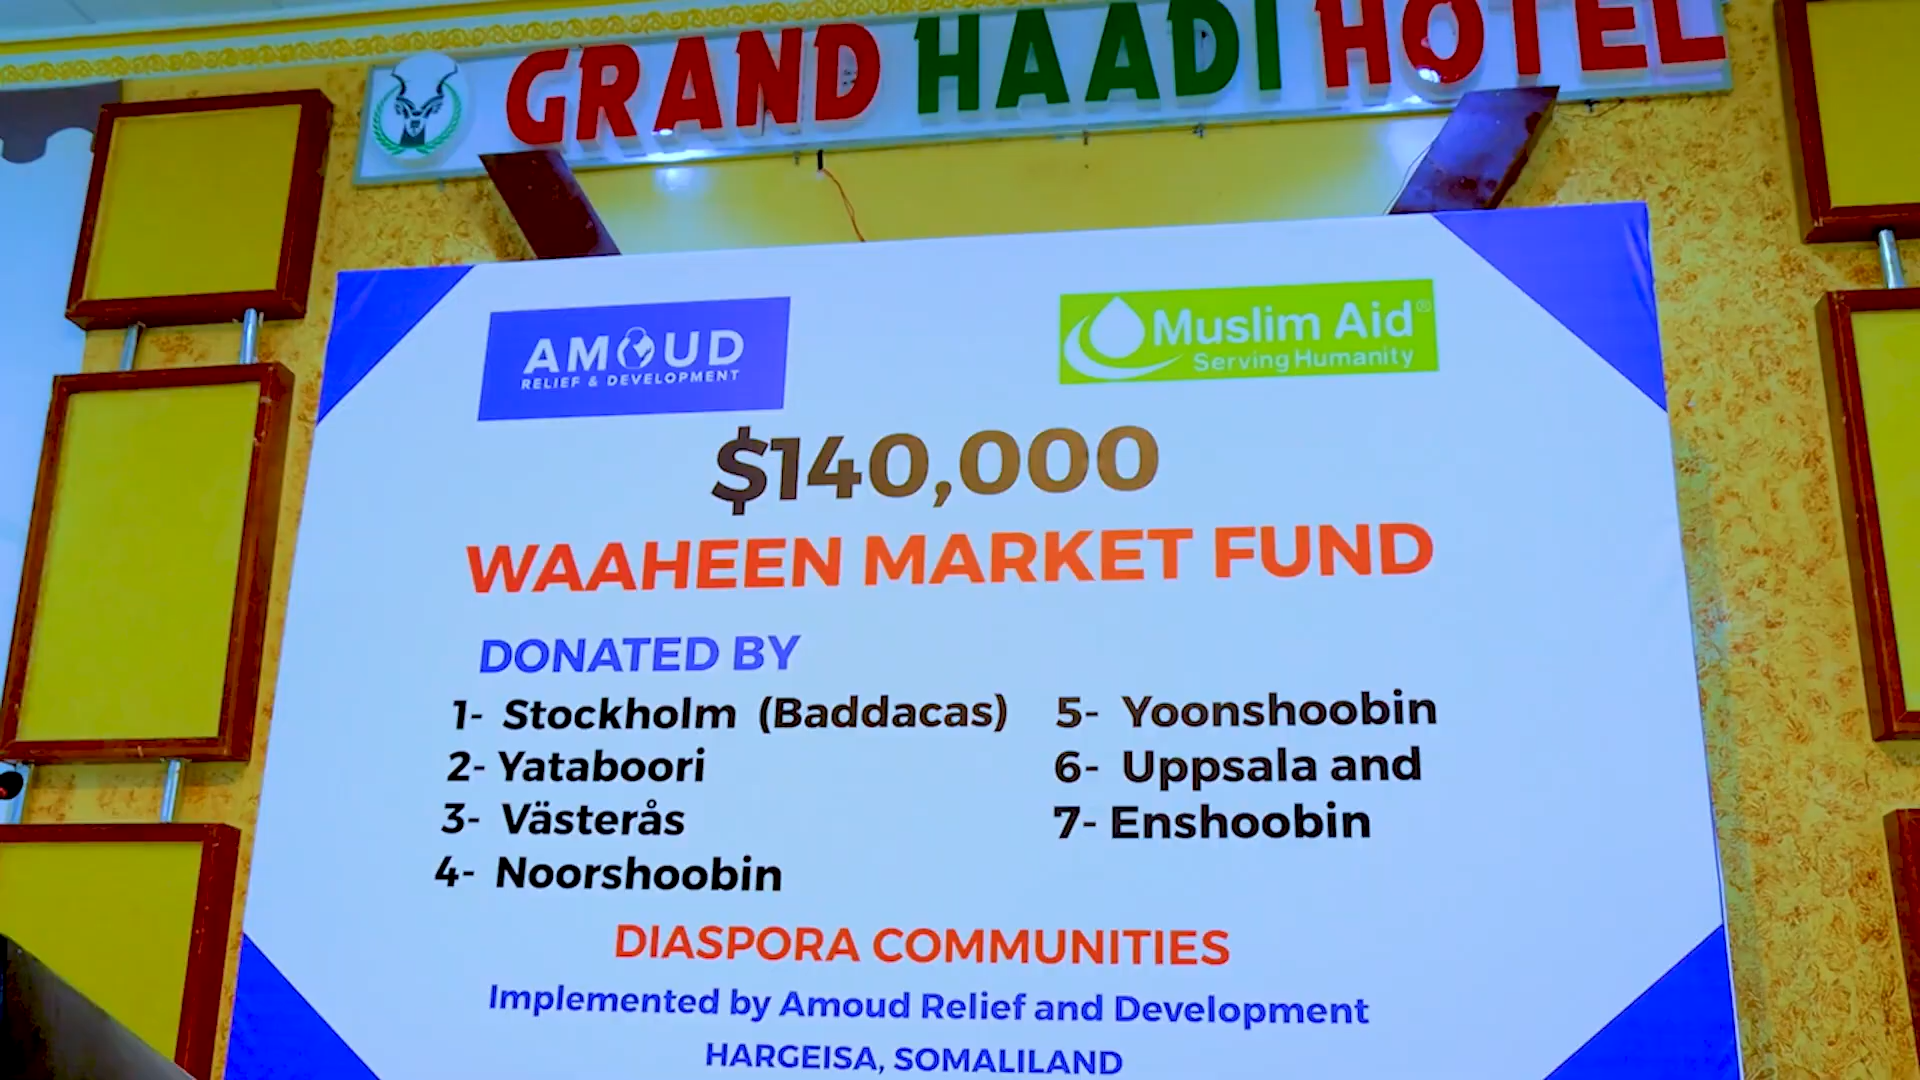 GRAND HAADI HOTEL
AMOUD
RELIEF & DEVELOPMENT
Muslim Aid®
Serving Humanity
$140,000
WAAHEEN MARKET FUND
DONATED BY
1- Stockholm (Baddacas)
2- Yataboori
3- Västerås
4- Noorshoobin
5- Yoonshoobin
6- Uppsala and
7- Enshoobin
DIASPORA COMMUNITIES
Implemented by Amoud Relief and Development
HARGEISA, SOMALILAND